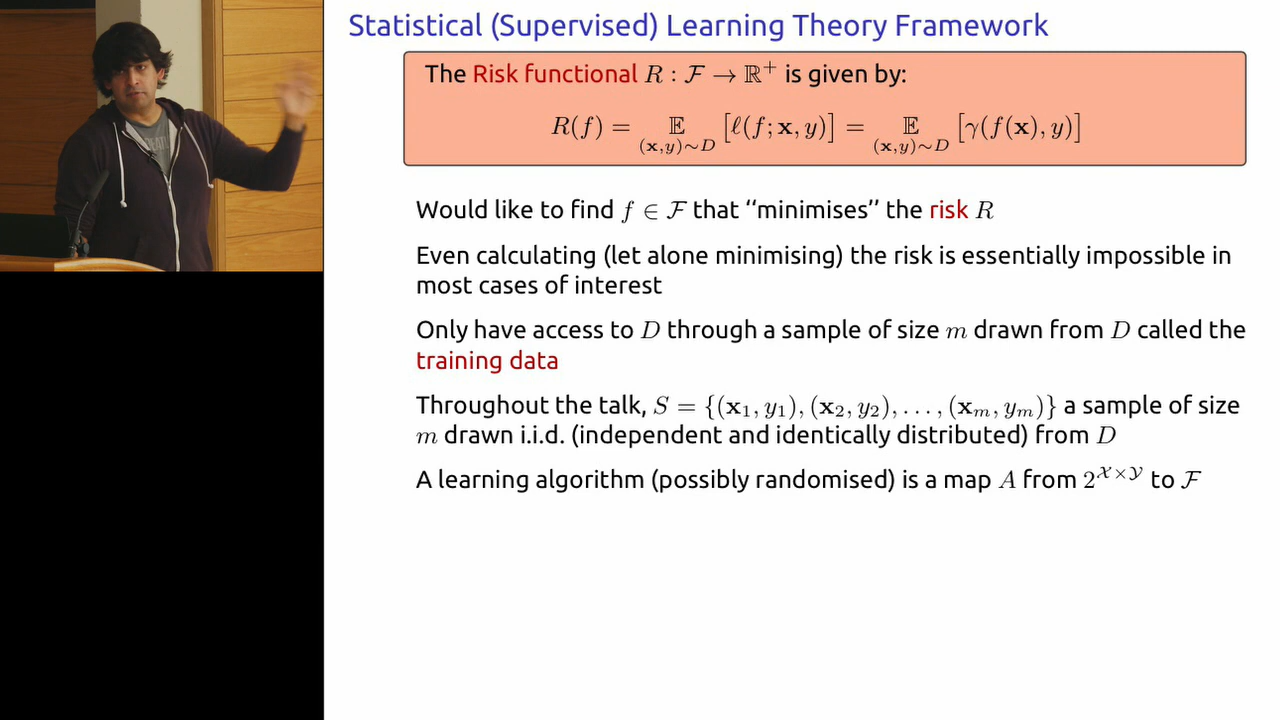 Statistical (Supervised) Learning Theory Framework
The Risk functional R : ℱ → ℝ⁺ is given by:
R(f) = 𝔼_{(x,y)∼D} [ℓ(f; x, y)] = 𝔼_{(x,y)∼D} [γ(f(x), y)]
Would like to find f ∈ ℱ that “minimises” the risk R
Even calculating (let alone minimising) the risk is essentially impossible in
most cases of interest
Only have access to D through a sample of size m drawn from D called the
training data
Throughout the talk, S = {(x₁, y₁), (x₂, y₂), . . . , (xₘ, yₘ)} a sample of size
m drawn i.i.d. (independent and identically distributed) from D
A learning algorithm (possibly randomised) is a map A from 2^{𝒳×𝒴} to ℱ